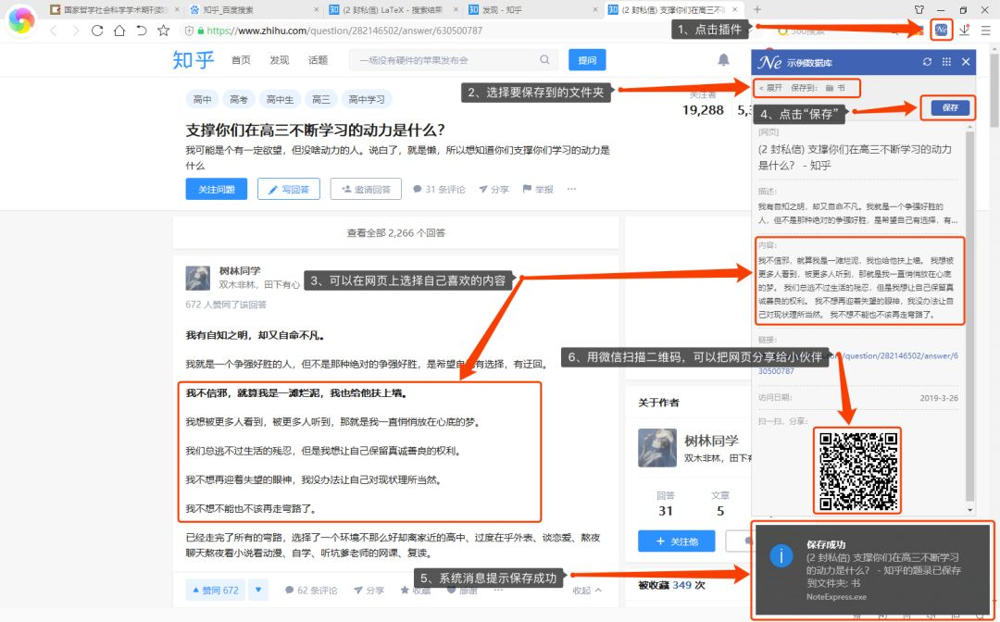 国家哲学社会科学学术期刊数
知乎_百度搜索
(2 封私信) LaTeX - 搜索结果
发现 - 知乎
(2 封私信) 支撑你们在高三不
https://www.zhihu.com/question/282146502/answer/630500787
1、点击插件
360搜索
Ne
知乎
首页
发现
话题
一场没有硬件的苹果发布会
提问
Ne 示例数据库
2、选择要保存到的文件夹
< 展开 保存到: 书
高中
高考
高中生
高三
高中学习
关注者
19,288
5,3
4、点击“保存”
保存
支撑你们在高三不断学习的动力是什么?
我可能是个有一定欲望，但没啥动力的人。说白了，就是懒，所以想知道你们支撑你们学习的动力是
什么
[网页]
(2 封私信) 支撑你们在高三不断学习的动力
是什么? - 知乎
关注问题
写回答
邀请回答
31 条评论
分享
举报
···
描述:
我有自知之明，却又自命不凡。我就是一个争强好胜的
人，但不是那种绝对的争强好胜，是希望自己有选择，有...
查看全部 2,266 个回答
内容:
我不信邪，就算我是一滩烂泥，我也给他扶上墙。 我想被
更多人看到，被更多人听到，那就是我一直悄悄放在心底
的梦。 我们总逃不过生活的残忍，但是我想让自己保留真
诚善良的权利。 我不想再迎着失望的眼神，我没办法让自
己对现状理所当然。 我不想不能也不该再走弯路了。
树林同学
双木非林，田下有心
3、可以在网页上选择自己喜欢的内容
672 人赞同了该回答
我有自知之明，却又自命不凡。
链接:
/question/282146502/answer/6
30500787
6、用微信扫描二维码，可以把网页分享给小伙伴
我就是一个争强好胜的人，但不是那种绝对的争强好胜，是希望自己有选择，有迂回。
我不信邪，就算我是一滩烂泥，我也给他扶上墙。
我想被更多人看到，被更多人听到，那就是我一直悄悄放在心底的梦。
我们总逃不过生活的残忍，但是我想让自己保留真诚善良的权利。
我不想再迎着失望的眼神，我没办法让自己对现状理所当然。
我不想不能也不该再走弯路了。
关于作者
树林同学
双木非林，田下
回答
31
文章
5
关注他
被收藏 349 次
访问日期:
2019-3-26
扫一扫，分享:
已经走完了所有的弯路，选择了一个环境不那么好却离家近的高中、过度在乎外表、谈恋爱、熬夜
聊天熬夜看小说看动漫、自学、听坑爹老师的网课、复读。
5、系统消息提示保存成功
赞同 672
62 条评论
分享
收藏
感谢
···
收起
保存成功
(2 封私信) 支撑你们在高三不断学习
的动力是什么? - 知乎的题录已保存
到文件夹: 书
NoteExpress.exe